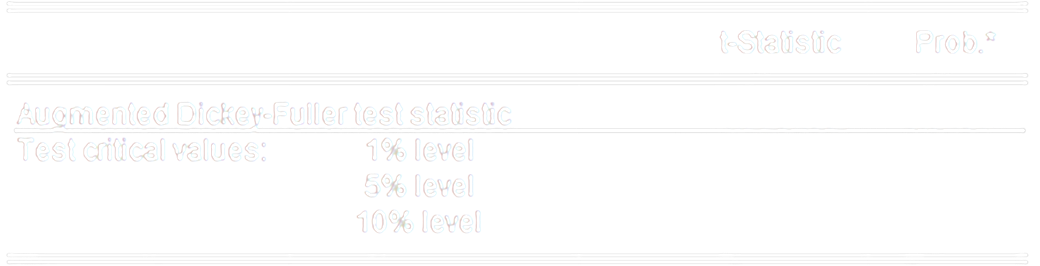 t-Statistic Prob.*
Augmented Dickey-Fuller test statistic
Test critical values: 1% level
5% level
10% level